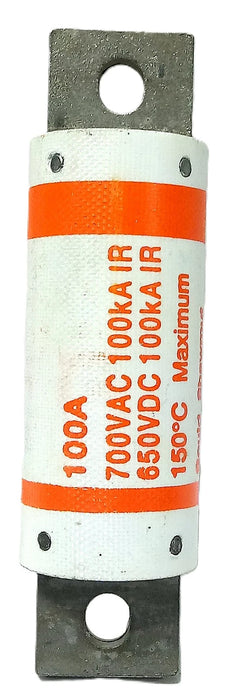 100A
700VAC 100kA IR
650VDC 100kA IR
150°C Maximum